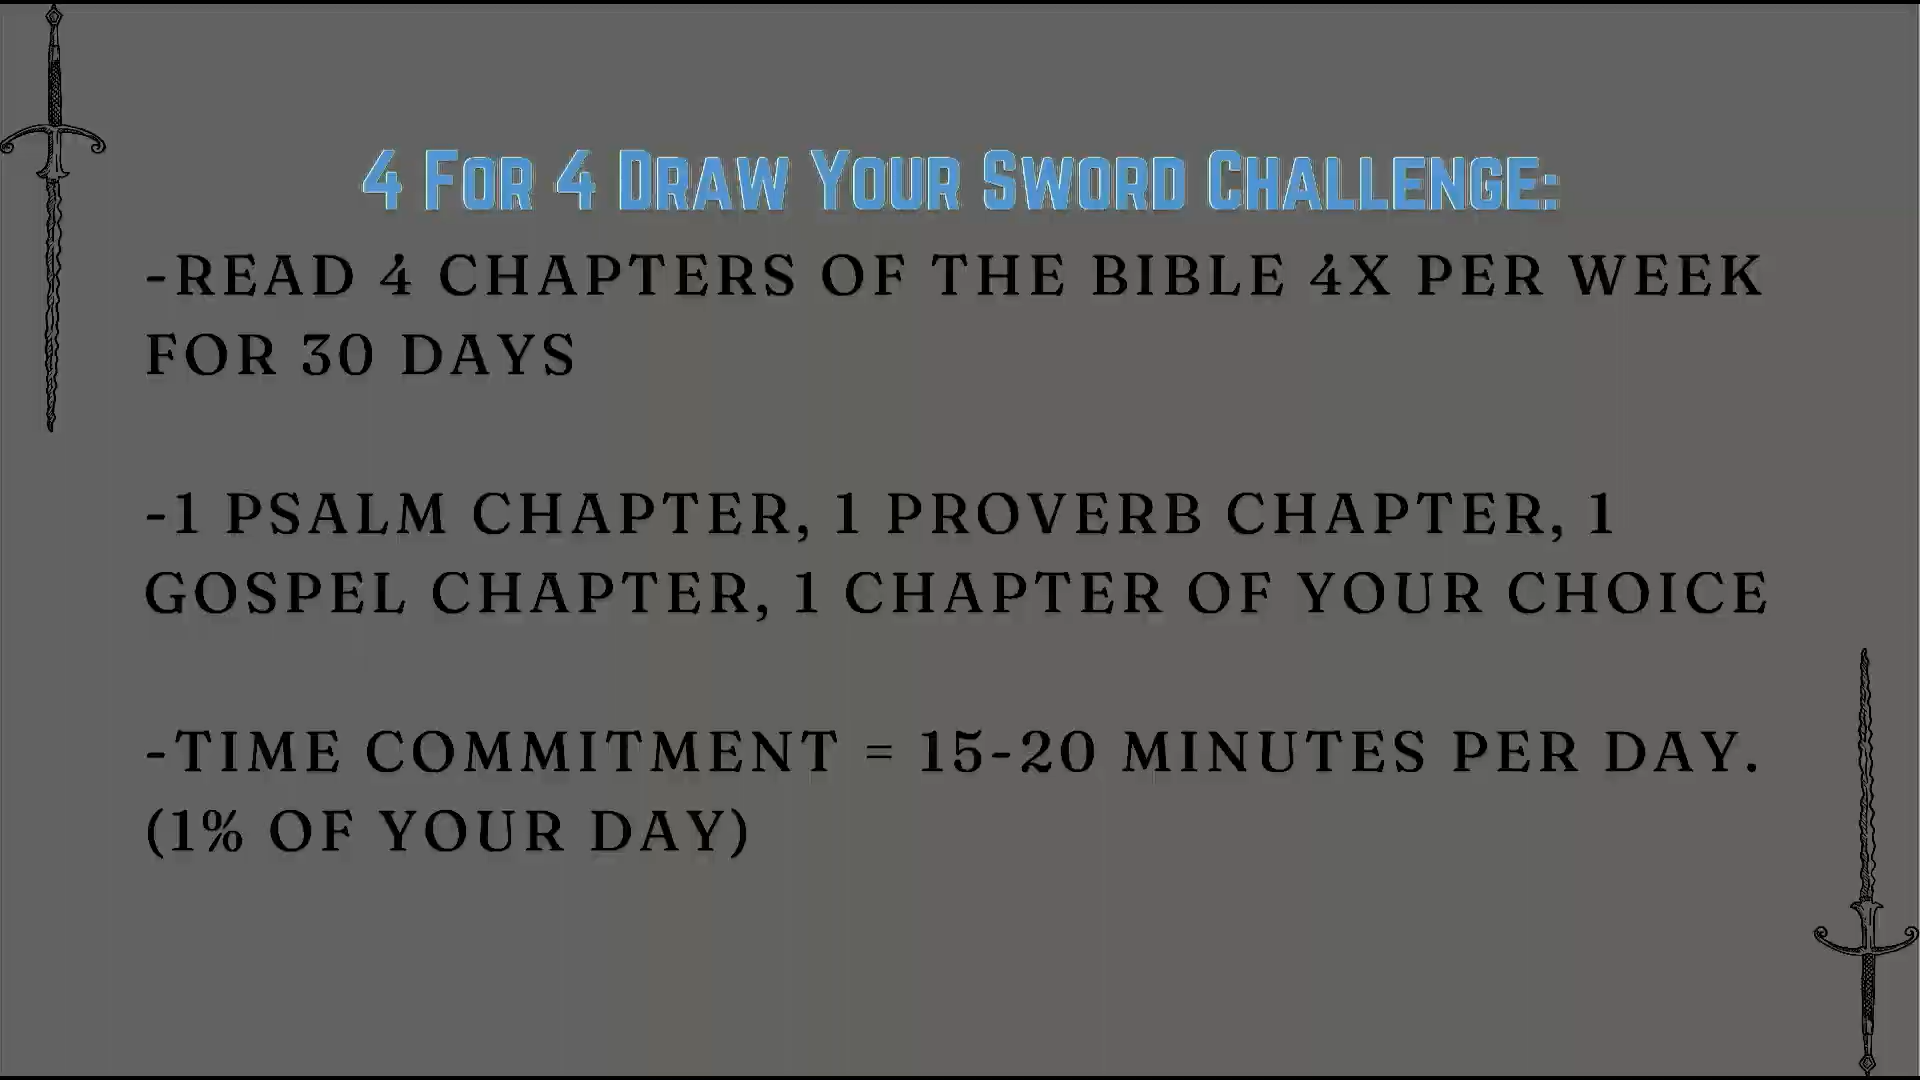 4 For 4 Draw Your Sword Challenge:
-READ 4 CHAPTERS OF THE BIBLE 4X PER WEEK
FOR 30 DAYS
-1 PSALM CHAPTER, 1 PROVERB CHAPTER, 1
GOSPEL CHAPTER, 1 CHAPTER OF YOUR CHOICE
-TIME COMMITMENT = 15-20 MINUTES PER DAY.
(1% OF YOUR DAY)